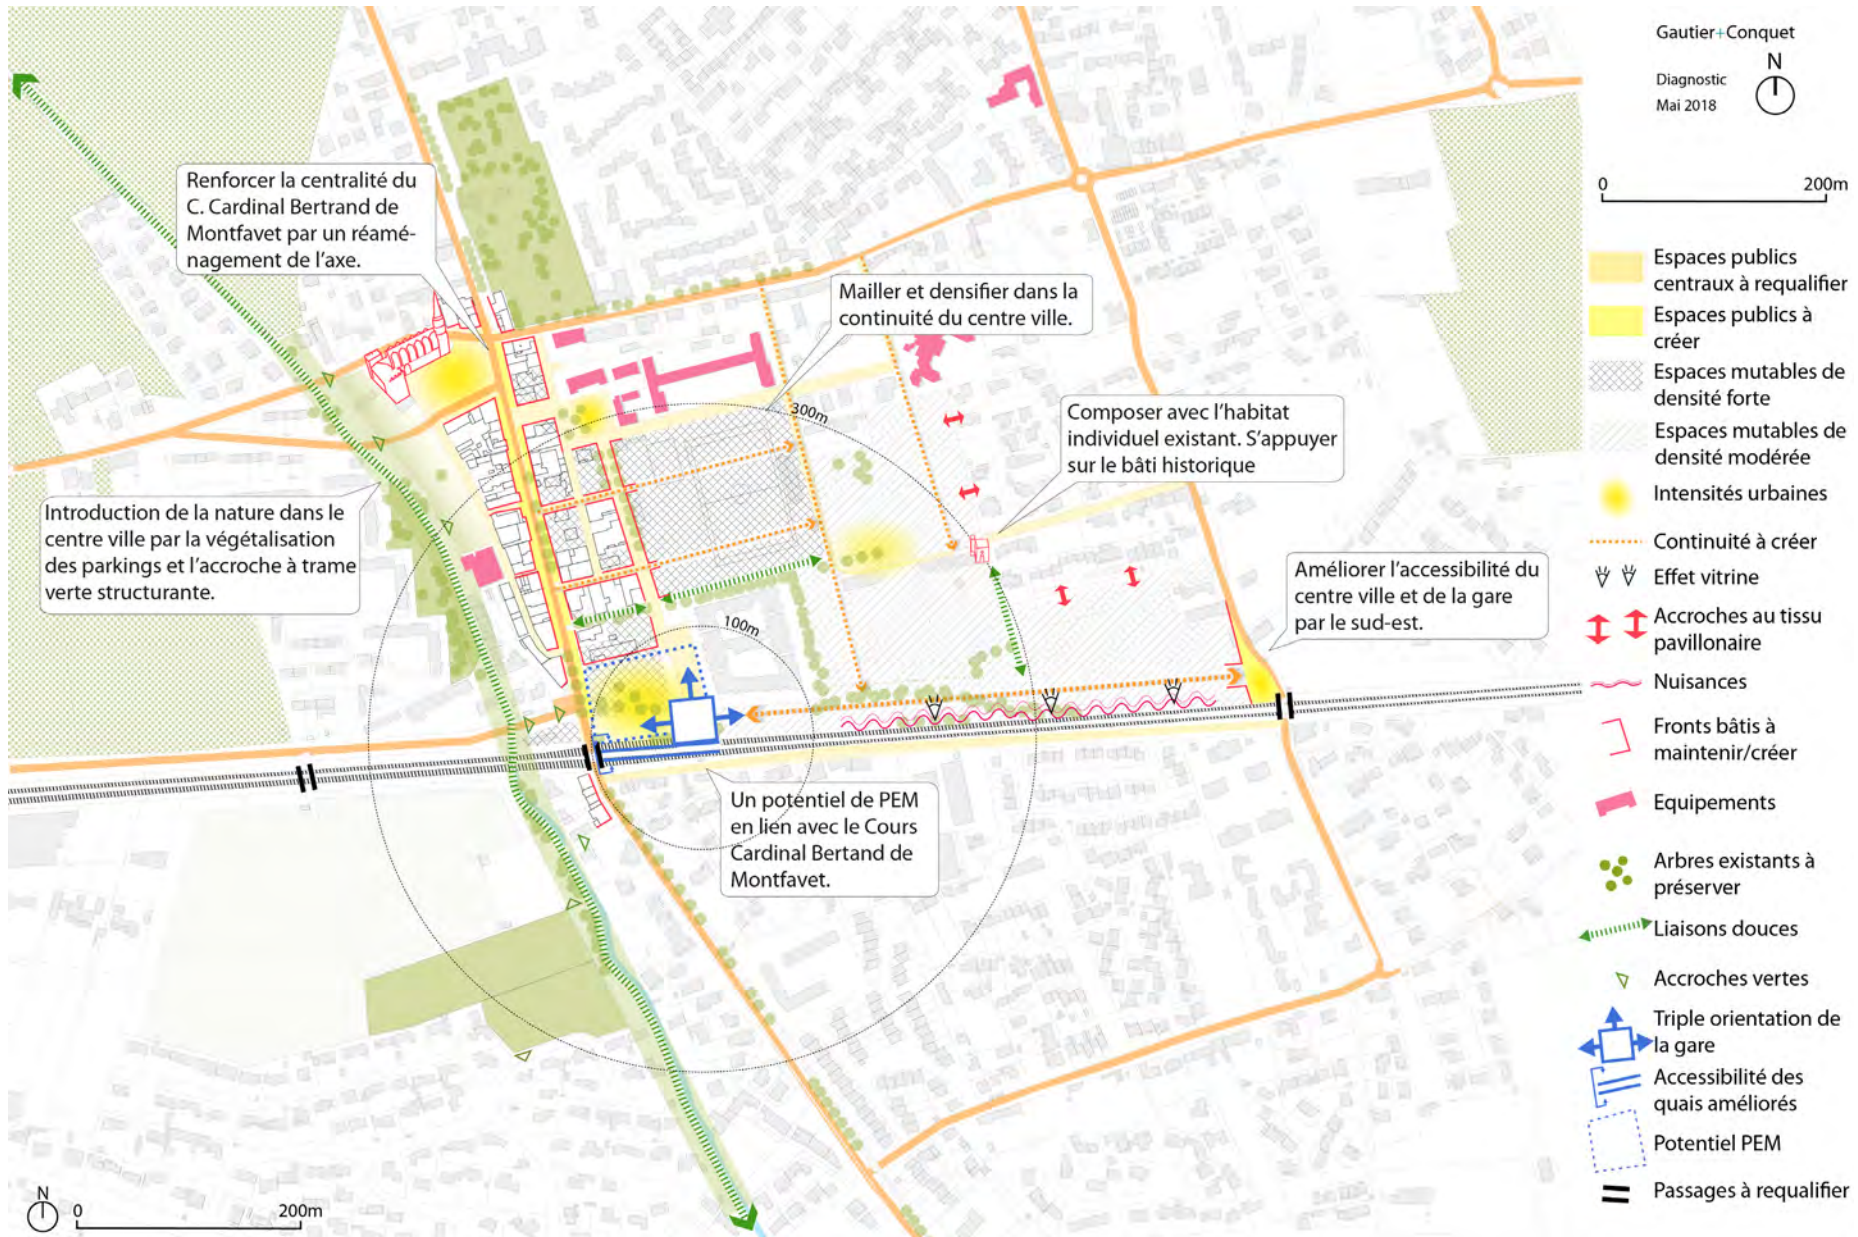 Gautier+Conquet
N
Diagnostic
Mai 2018
0 200m
Renforcer la centralité du
C. Cardinal Bertrand de
Montfavet par un réamé-
nagement de l'axe.
Mailler et densifier dans la
continuité du centre ville.
300m
Composer avec l'habitat
individuel existant. S'appuyer
sur le bâti historique
Introduction de la nature dans le
centre ville par la végétalisation
des parkings et l'accroche à trame
verte structurante.
Améliorer l'accessibilité du
centre ville et de la gare
par le sud-est.
100m
Un potentiel de PEM
en lien avec le Cours
Cardinal Bertand de
Montfavet.
N
0 200m
Espaces publics
centraux à requalifier
Espaces publics à
créer
Espaces mutables de
densité forte
Espaces mutables de
densité modérée
Intensités urbaines
Continuité à créer
Effet vitrine
Accroches au tissu
pavillonaire
Nuisances
Fronts bâtis à
maintenir/créer
Equipements
Arbres existants à
préserver
Liaisons douces
Accroches vertes
Triple orientation de
la gare
Accessibilité des
quais améliorés
Potentiel PEM
Passages à requalifier